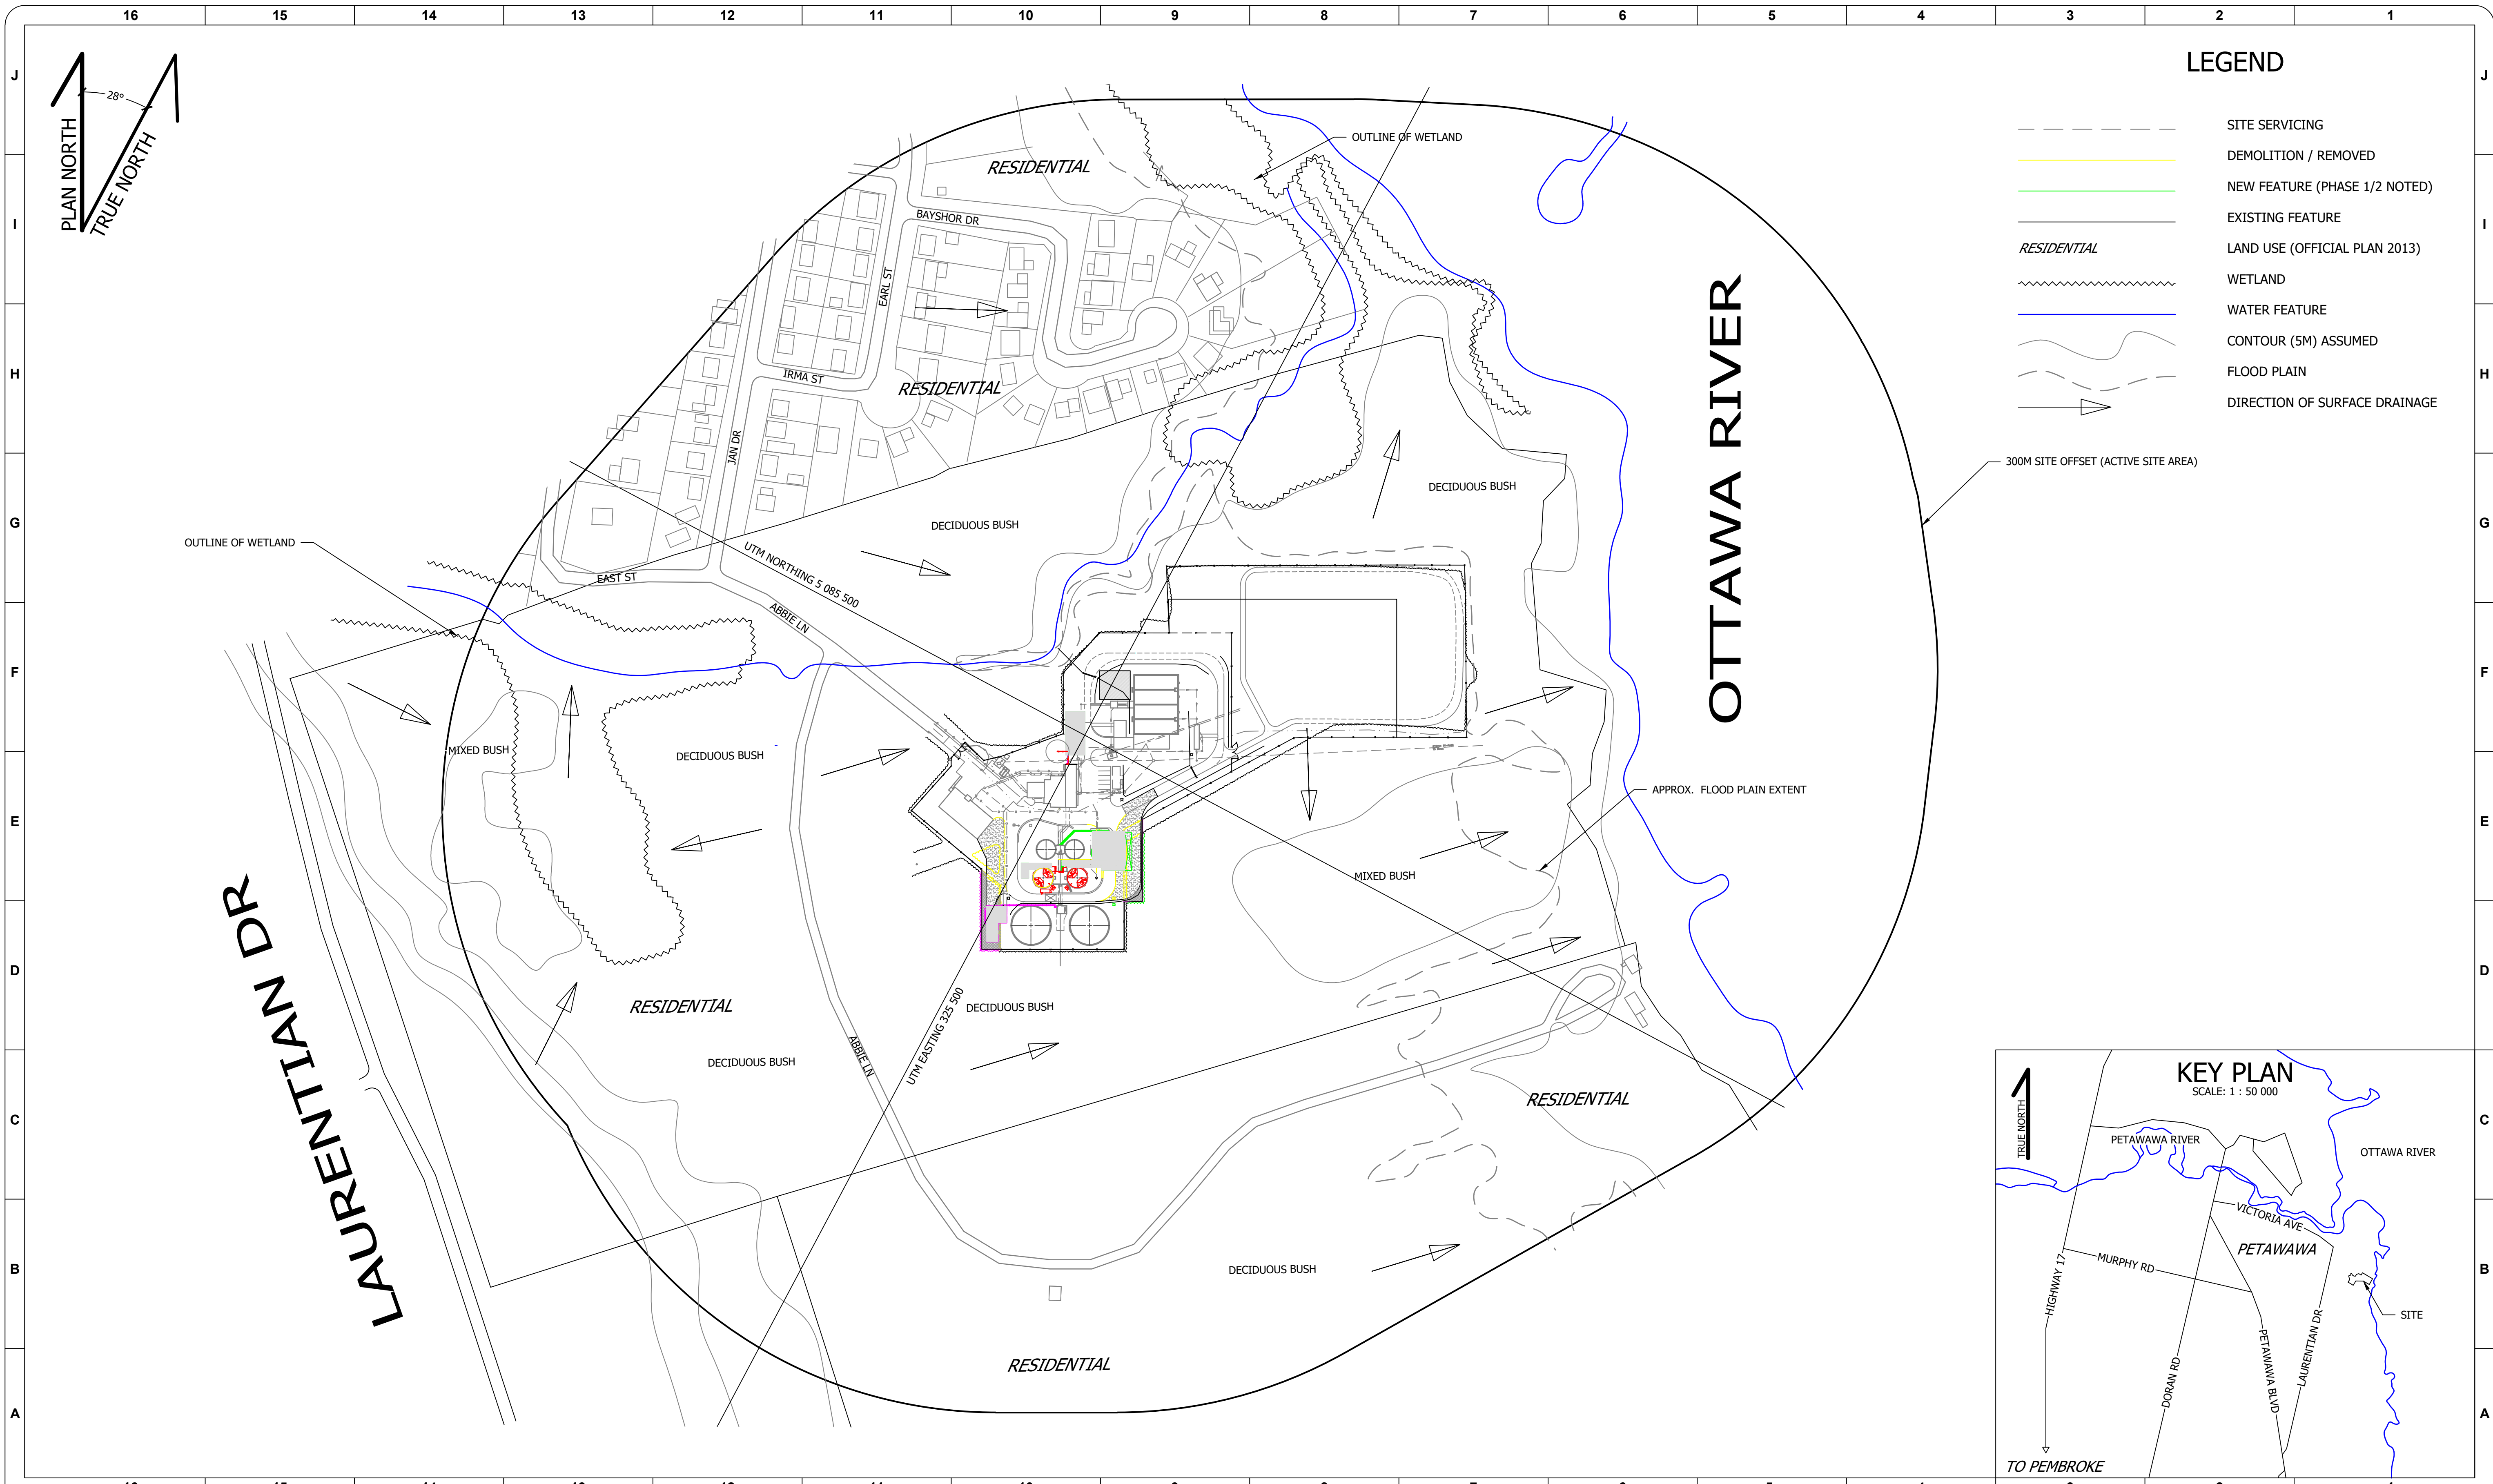 16 15 14 13 12 11 10 9 8 7 6 5 4 3 2 1
J
I
H
G
F
E
D
C
B
A
J
I
H
G
F
E
D
C
B
A
PLAN NORTH
28°
TRUE NORTH
LEGEND
SITE SERVICING
DEMOLITION / REMOVED
NEW FEATURE (PHASE 1/2 NOTED)
EXISTING FEATURE
RESIDENTIAL
LAND USE (OFFICIAL PLAN 2013)
WETLAND
WATER FEATURE
CONTOUR (5M) ASSUMED
FLOOD PLAIN
DIRECTION OF SURFACE DRAINAGE
300M SITE OFFSET (ACTIVE SITE AREA)
OUTLINE OF WETLAND
RESIDENTIAL
BAYSHOR DR
EARL ST
IRMA ST
RESIDENTIAL
JAN DR
OTTAWA RIVER
DECIDUOUS BUSH
DECIDUOUS BUSH
OUTLINE OF WETLAND
EAST ST
UTM NORTHING 5 085 500
ABBIE LN
MIXED BUSH
DECIDUOUS BUSH
APPROX. FLOOD PLAIN EXTENT
MIXED BUSH
LAURENTIAN DR
RESIDENTIAL
DECIDUOUS BUSH
UTM EASTING 325 500
ABBIE LN
DECIDUOUS BUSH
RESIDENTIAL
DECIDUOUS BUSH
RESIDENTIAL
KEY PLAN
SCALE: 1 : 50 000
TRUE NORTH
PETAWAWA RIVER
OTTAWA RIVER
VICTORIA AVE
PETAWAWA
MURPHY RD
HIGHWAY 17
SITE
LAURENTIAN DR
PETAWAWA BLVD
DORAN RD
TO PEMBROKE